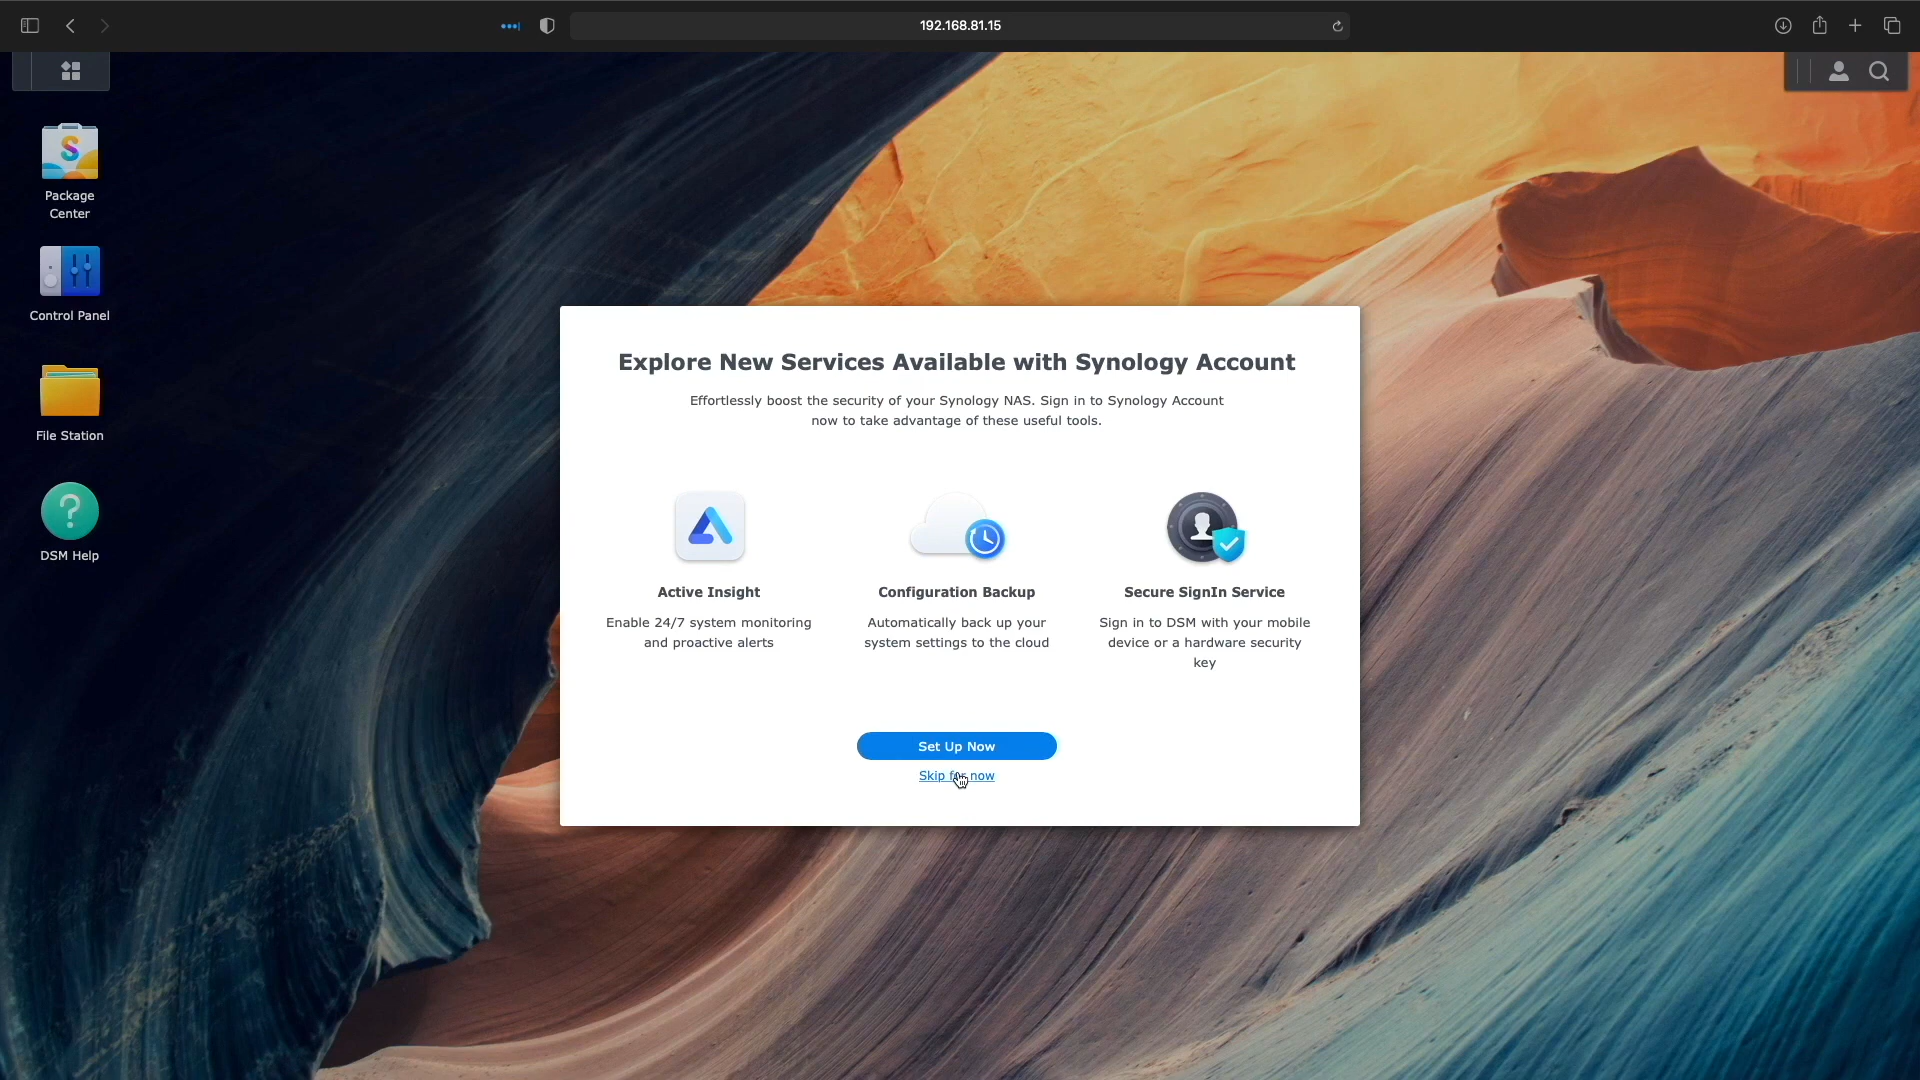 192.168.81.15
Package
Center
Control Panel
File Station
DSM Help
Explore New Services Available with Synology Account
Effortlessly boost the security of your Synology NAS. Sign in to Synology Account
now to take advantage of these useful tools.
Active Insight
Enable 24/7 system monitoring
and proactive alerts
Configuration Backup
Automatically back up your
system settings to the cloud
Secure SignIn Service
Sign in to DSM with your mobile
device or a hardware security
key
Set Up Now
Skip for now